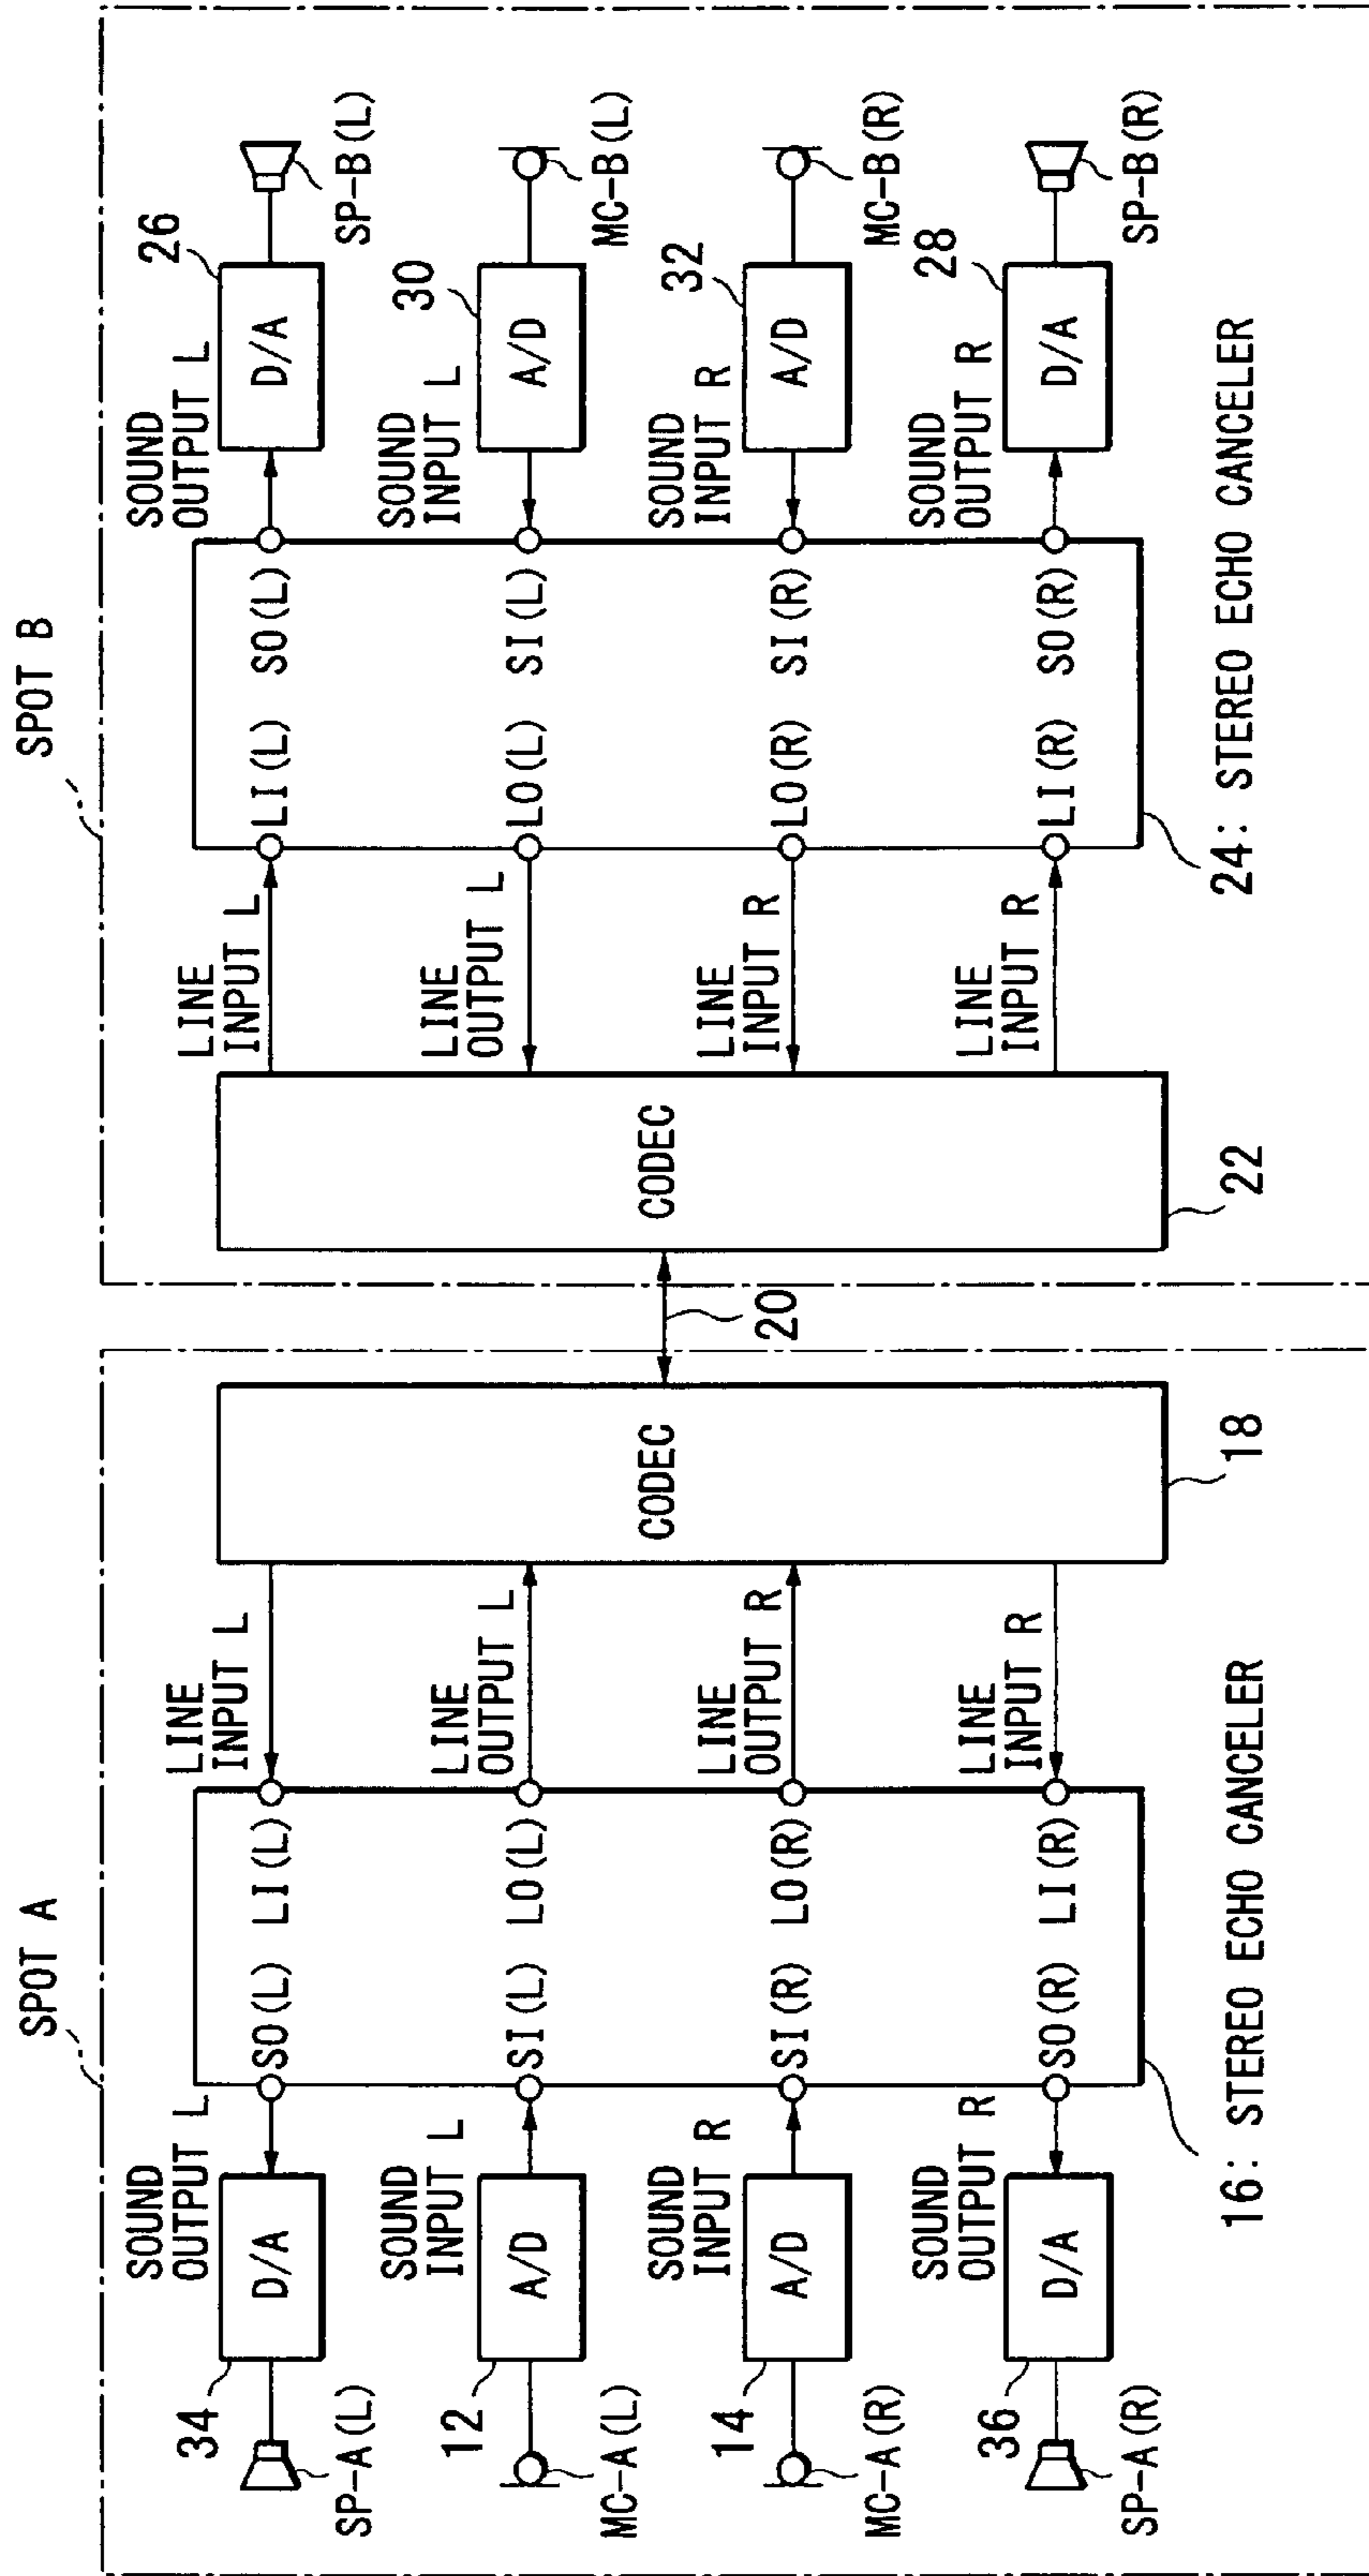 SPOT A
SPOT B
SOUND
OUTPUT L
LINE
INPUT L
LINE
INPUT L
SOUND
OUTPUT L
34
D/A
SO(L) LI(L)
LI(L) SO(L)
D/A
26
SP-A(L)
SP-B(L)
SOUND
INPUT L
LINE
OUTPUT L
LINE
OUTPUT L
SOUND
INPUT L
12
A/D
SI(L) LO(L)
LO(L) SI(L)
A/D
30
MC-A(L)
MC-B(L)
CODEC
CODEC
SOUND
INPUT R
LINE
OUTPUT R
20
LINE
INPUT R
SOUND
INPUT R
14
A/D
SI(R) LO(R)
LO(R) SI(R)
A/D
32
MC-A(R)
MC-B(R)
SOUND
OUTPUT R
LINE
INPUT R
LINE
INPUT R
SOUND
OUTPUT R
36
D/A
SO(R) LI(R)
LI(R) SO(R)
D/A
28
SP-A(R)
SP-B(R)
16: STEREO ECHO CANCELER
18
22
24: STEREO ECHO CANCELER